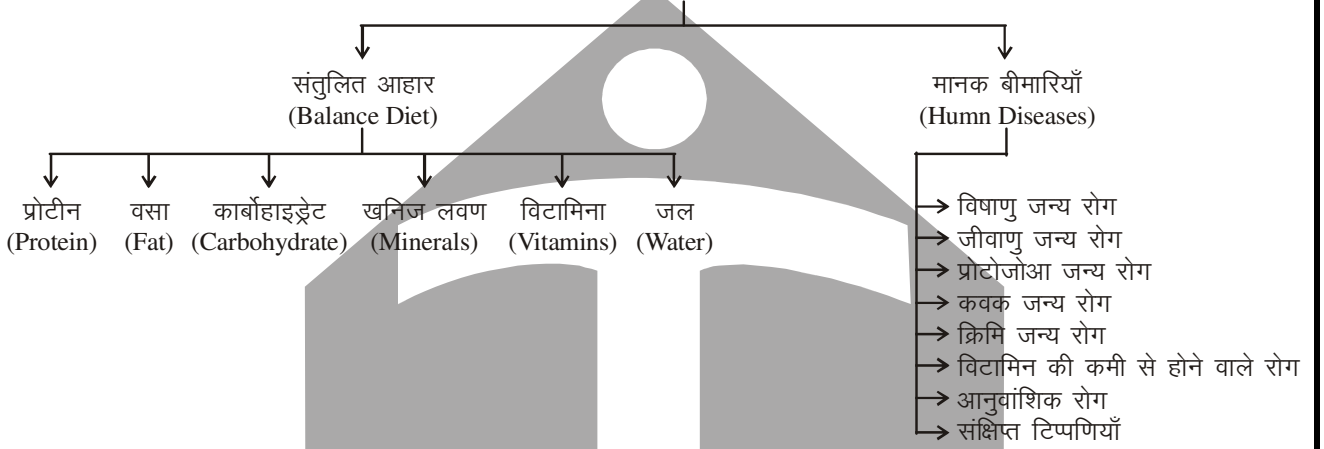 संतुलित आहार
(Balance Diet)
मानक बीमारियाँ
(Humn Diseases)
प्रोटीन
(Protein)
वसा
(Fat)
कार्बोहाइड्रेट
(Carbohydrate)
खनिज लवण
(Minerals)
विटामिना
(Vitamins)
जल
(Water)
विषाणु जन्य रोग
जीवाणु जन्य रोग
प्रोटोजोआ जन्य रोग
कवक जन्य रोग
क्रिमि जन्य रोग
विटामिन की कमी से होने वाले रोग
आनुवांशिक रोग
संक्षिप्त टिप्पणियाँ